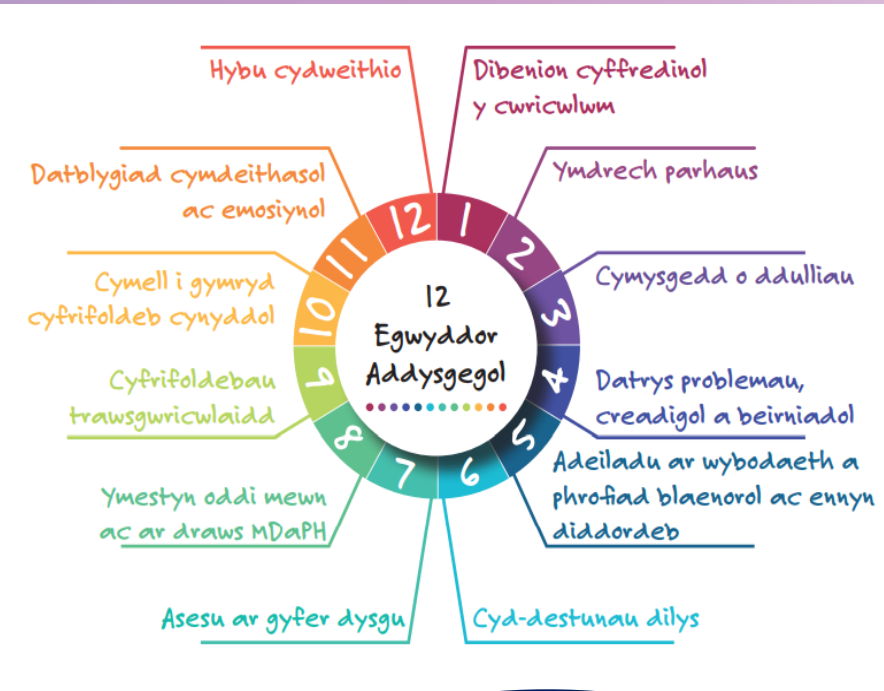 12
Egwyddor
Addysgegol
1
Dibenion cyffredinol
y cwricwlwm
2
Ymdrech parhaus
3
Cymysgedd o ddulliau
4
Datrys problemau,
creadigol a beirniadol
5
Adeiladu ar wybodaeth a
phrofiad blaenorol ac ennyn
diddordeb
6
Cyd-destunau dilys
7
Asesu ar gyfer dysgu
8
Ymestyn oddi mewn
ac ar draws MDaPH
9
Cyfrifoldebau
trawsgwricwlaidd
10
Cymell i gymryd
cyfrifoldeb cynyddol
11
Datblygiad cymdeithasol
ac emosiynol
12
Hybu cydweithio